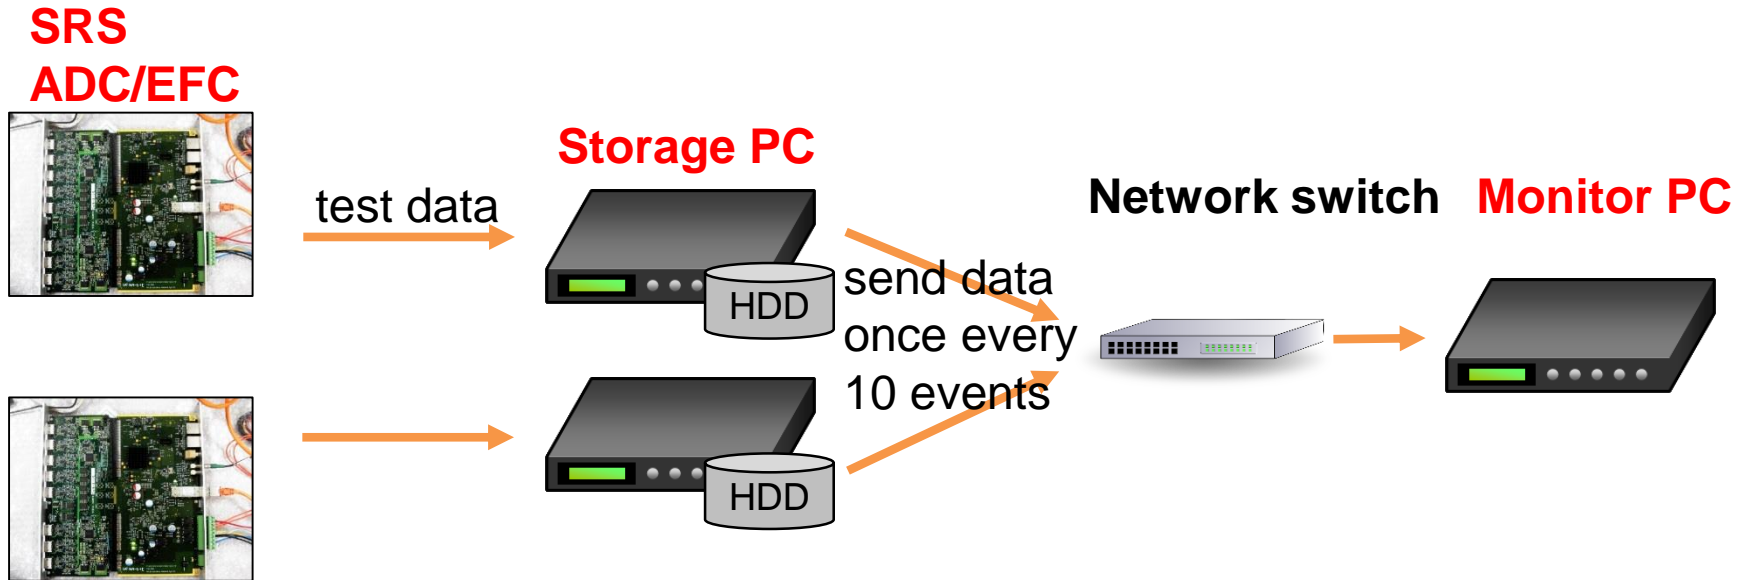 SRS
ADC/EFC
Storage PC
test data
Network switch
Monitor PC
HDD
send data
once every
10 events
HDD